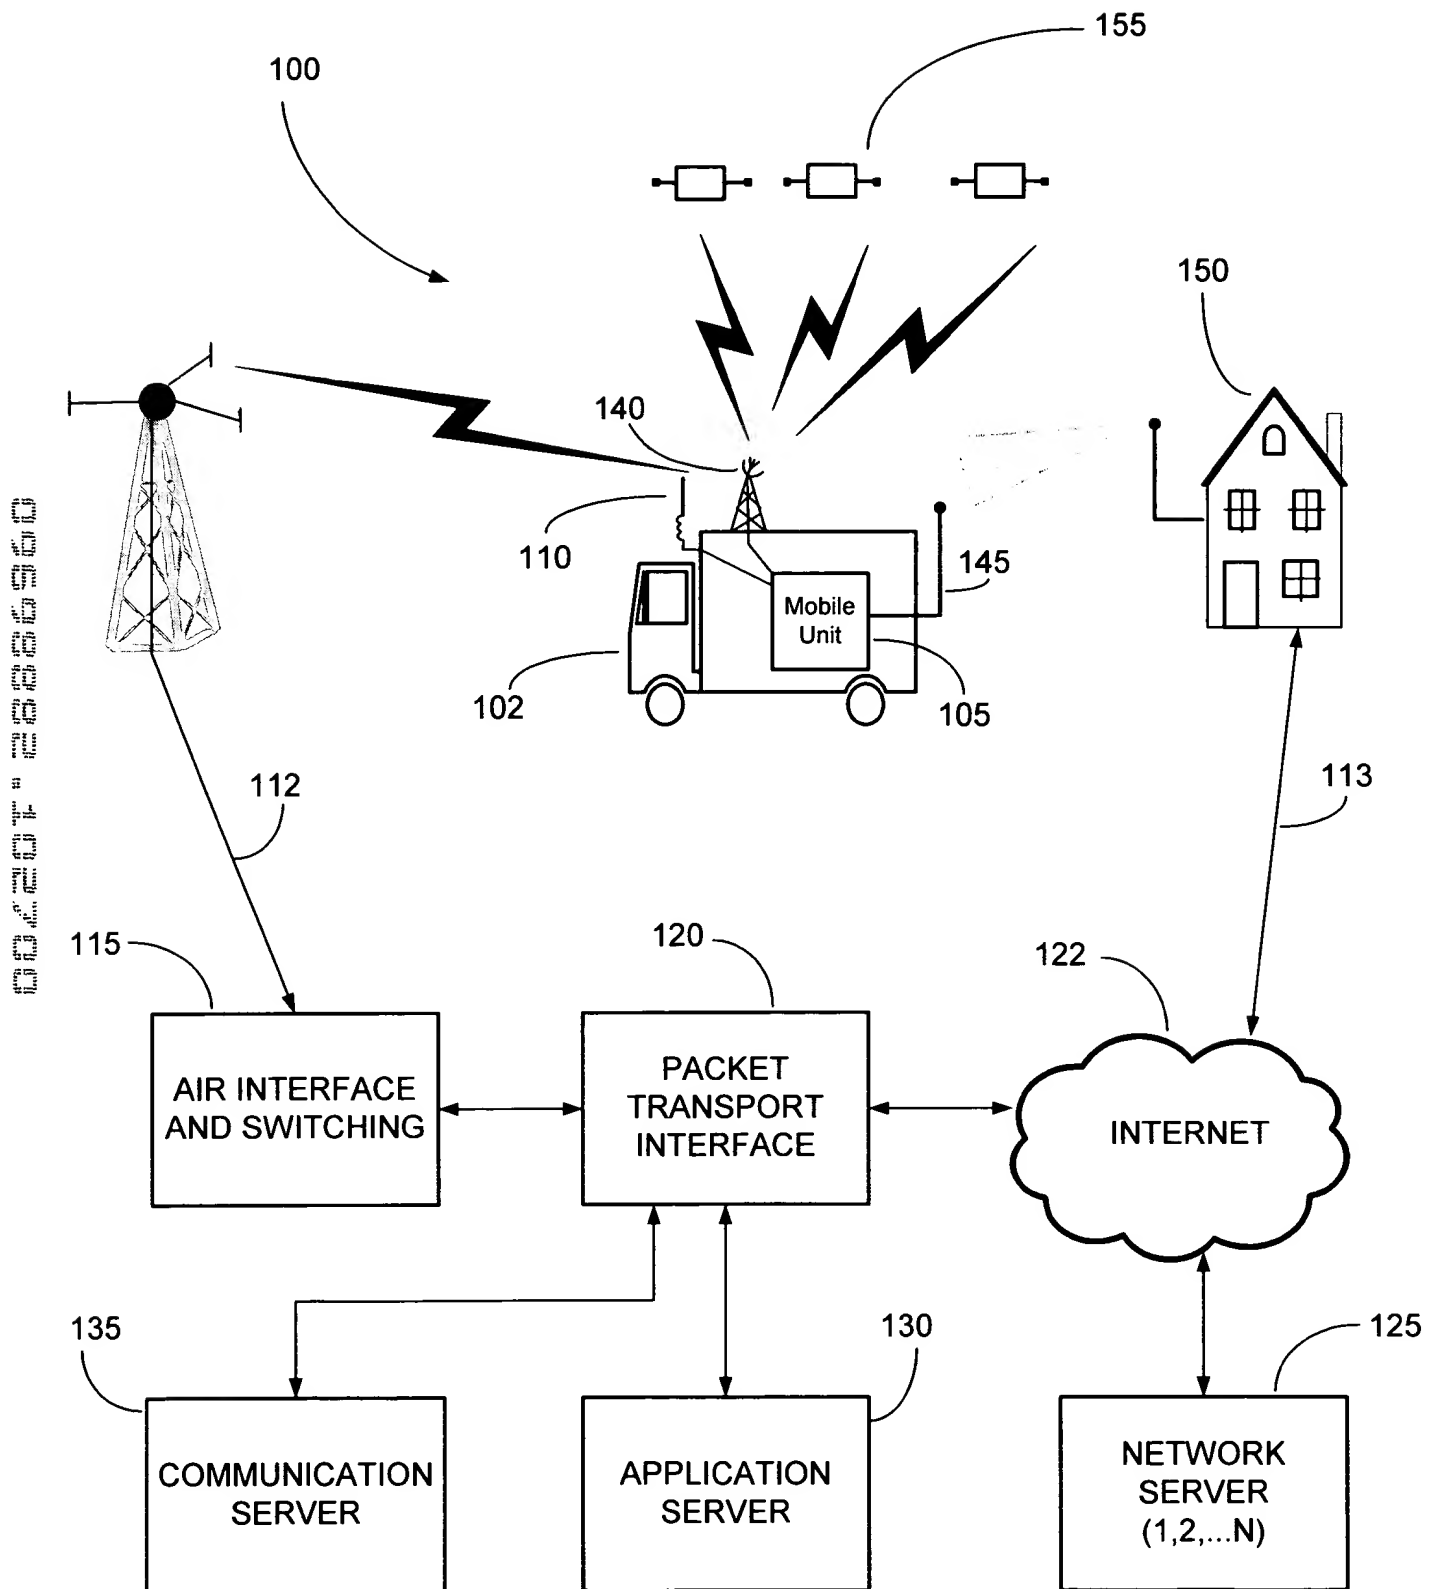 155
100
150
140
110
145
Mobile
Unit
102
105
112
113
115
120
122
AIR INTERFACE
AND SWITCHING
PACKET
TRANSPORT
INTERFACE
INTERNET
135
130
125
COMMUNICATION
SERVER
APPLICATION
SERVER
NETWORK
SERVER
(1,2,...N)